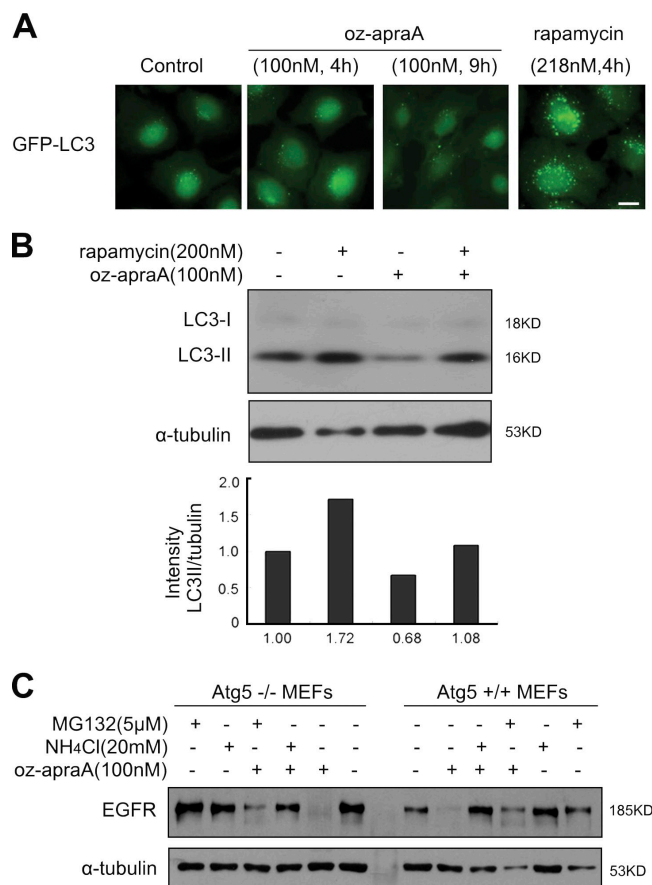 A
oz-apraA rapamycin
Control (100nM, 4h) (100nM, 9h) (218nM,4h)
GFP-LC3
B
rapamycin(200nM) - + - +
oz-apraA(100nM) - - + +
LC3-I 18KD
LC3-II 16KD
α-tubulin 53KD
Intensity
LC3II/tubulin
2.0
1.5
1.0
0.5
0
1.00 1.72 0.68 1.08
C
Atg5 -/- MEFs Atg5 +/+ MEFs
MG132(5μM) + - + - - - - - - + - +
NH₄Cl(20mM) - + - + - - - - + - + -
oz-apraA(100nM) - - + + + - - + + + - -
EGFR 185KD
α-tubulin 53KD